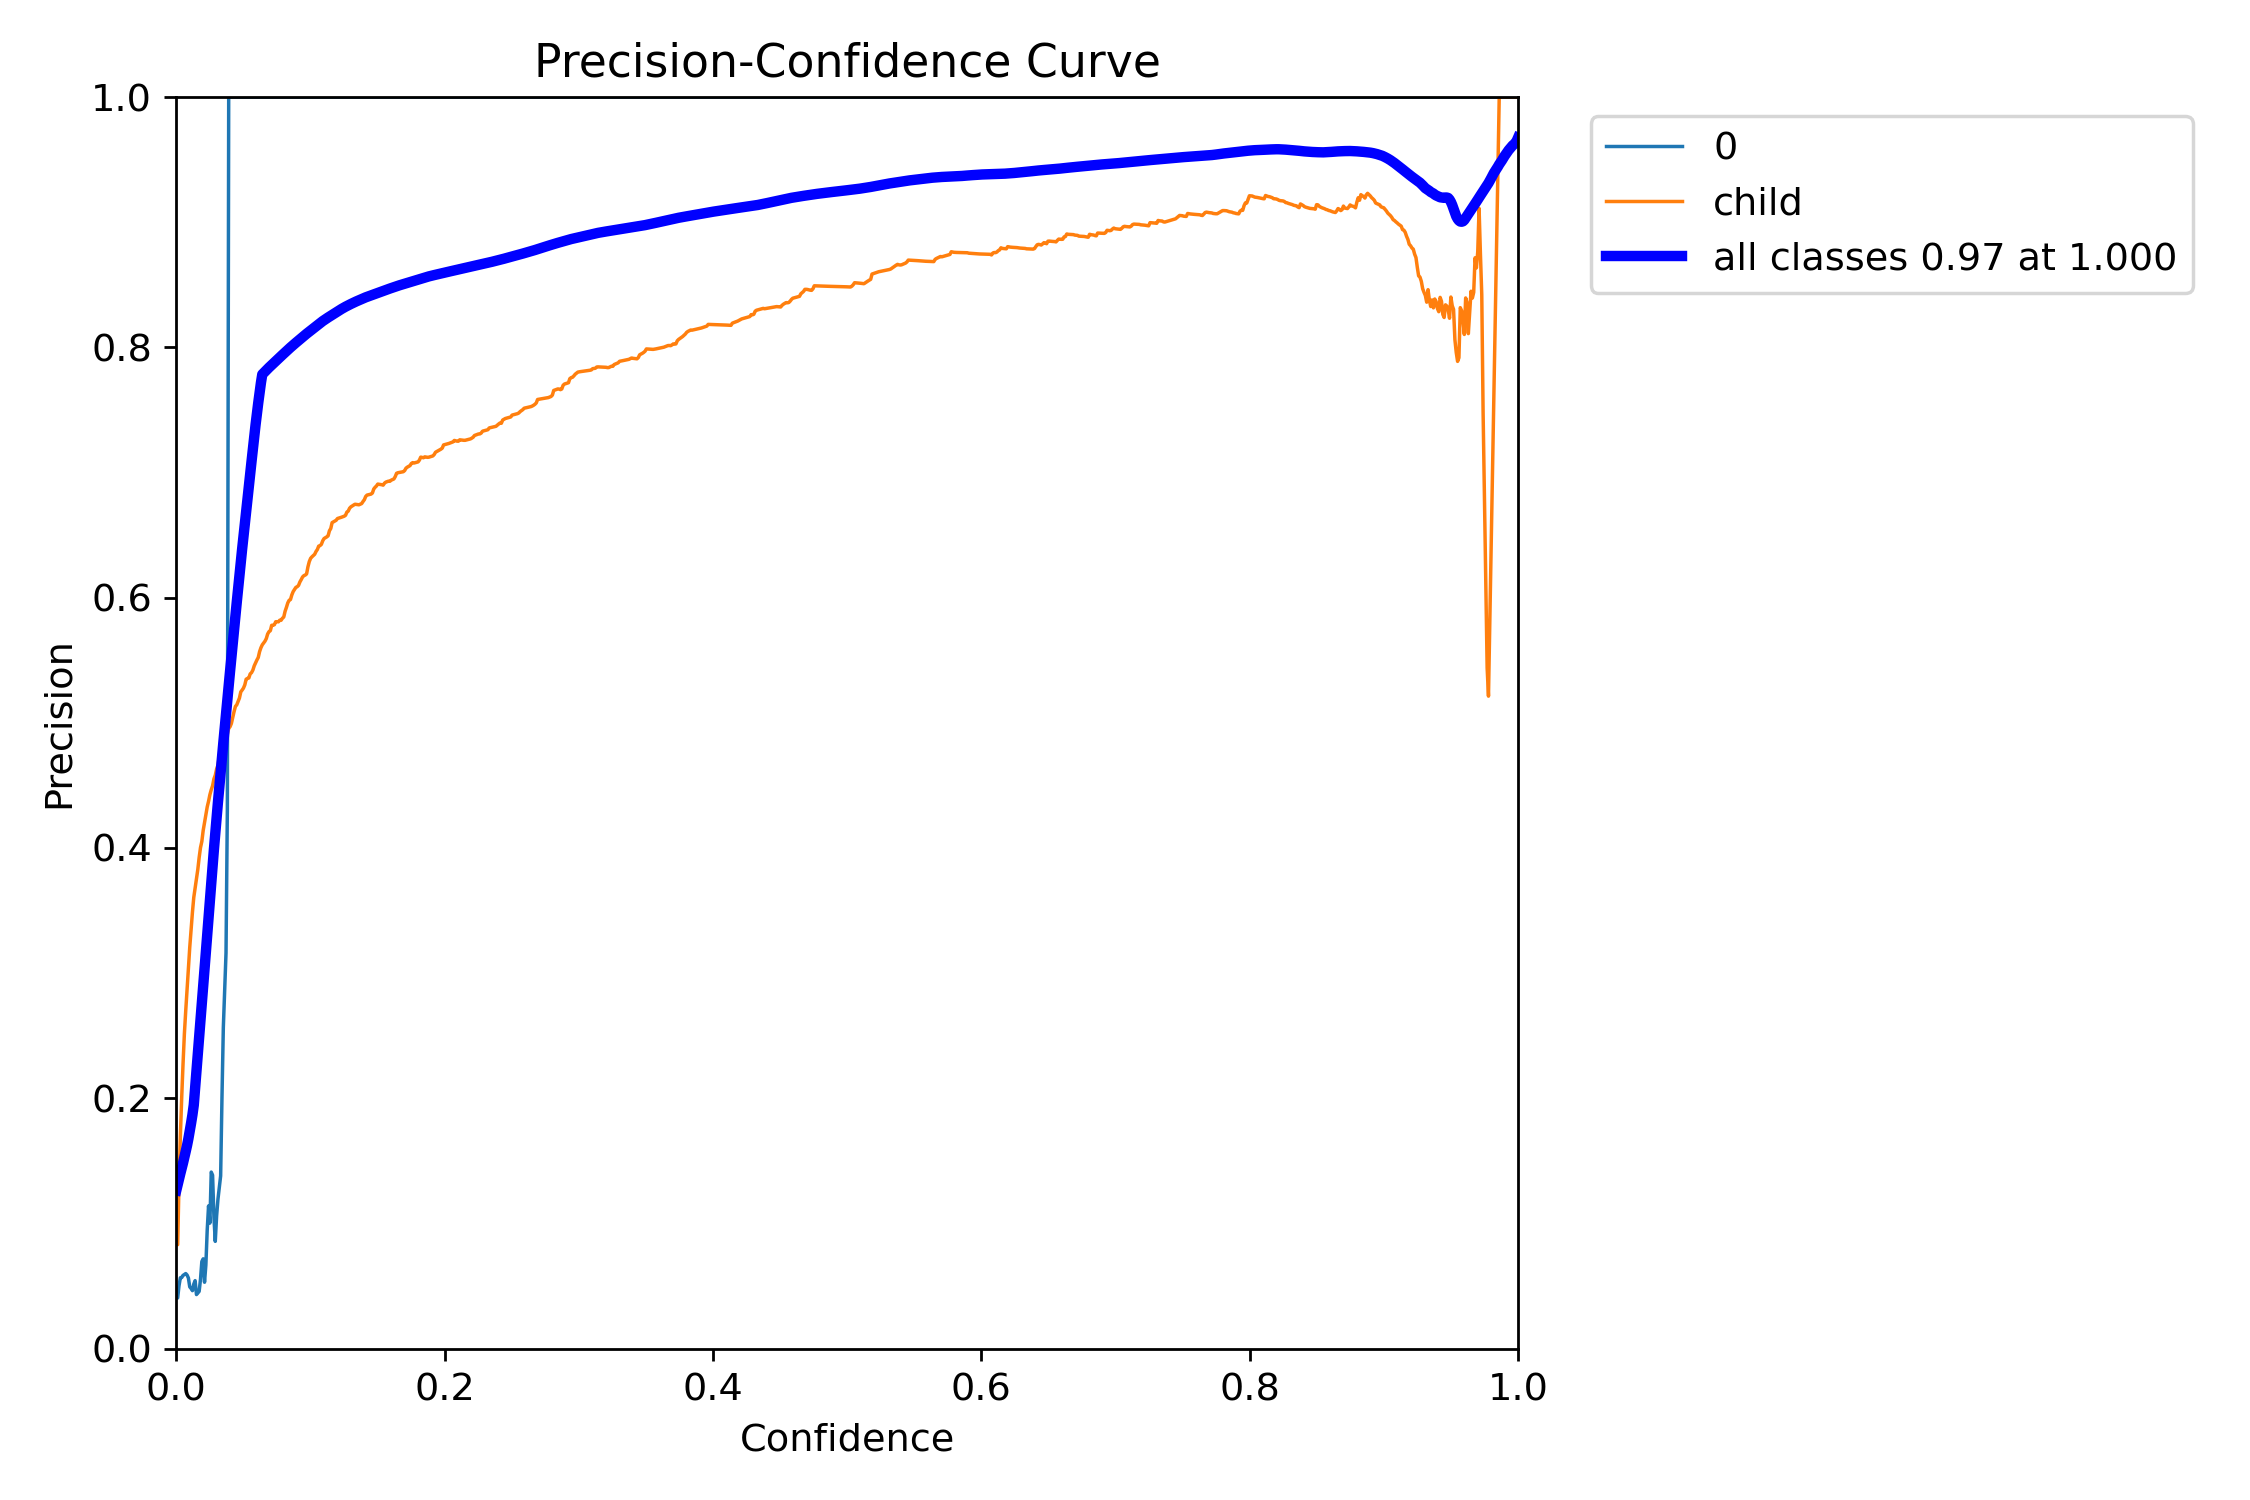 Precision-Confidence Curve
1.0
0.8
0.6
0.4
0.2
0.0
Precision
0.0 0.2 0.4 0.6 0.8 1.0
Confidence
0
child
all classes 0.97 at 1.000